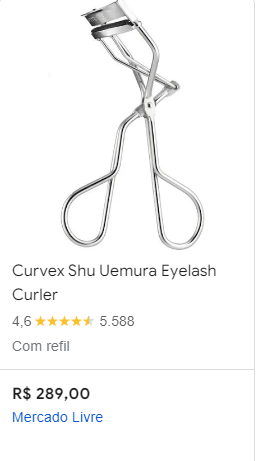 Curvex Shu Uemura Eyelash
Curler
4,6 ★★★★★ 5.588
Com refil
R$ 289,00
Mercado Livre